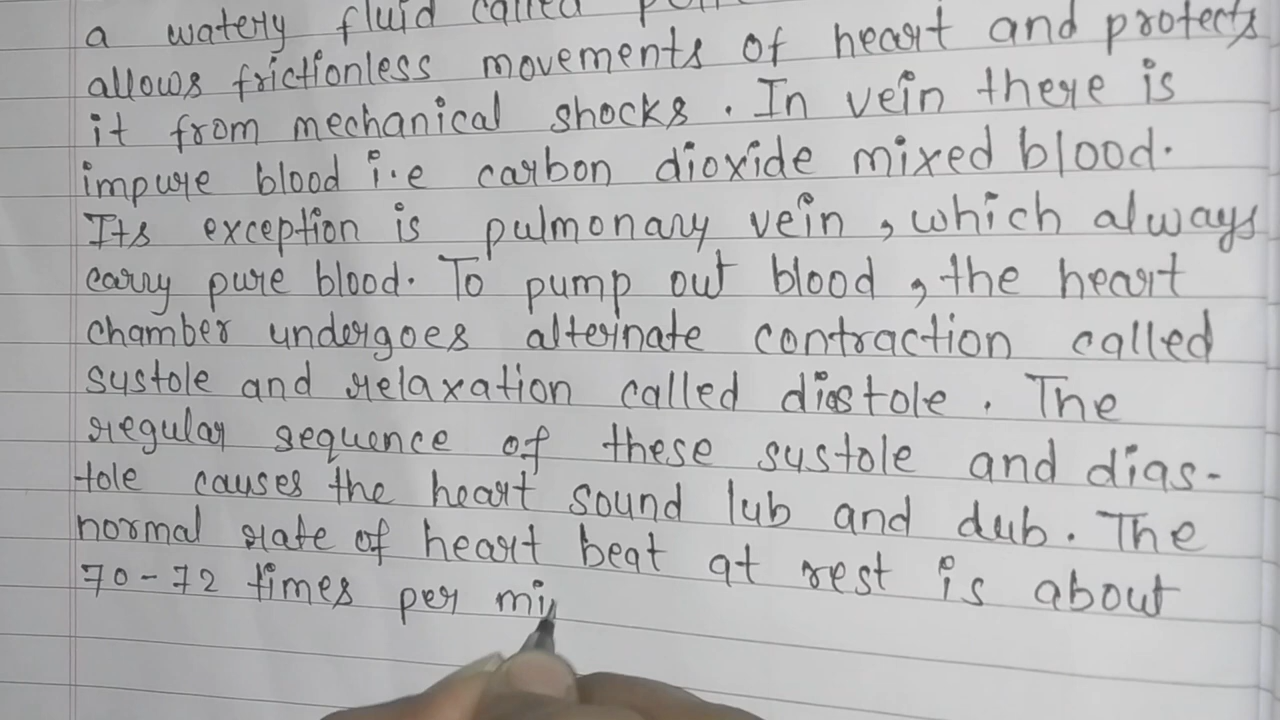 a watery fluid called
allows frictionless movements of heart and protects
it from mechanical shocks. In vein there is
impure blood i.e carbon dioxide mixed blood.
Its exception is pulmonary vein, which always
carry pure blood. To pump out blood, the heart
chamber undergoes alternate contraction called
systole and relaxation called diastole. The
regular sequence of these systole and dias-
tole causes the heart sound lub and dub. The
normal rate of heart beat at rest is about
70-72 times per mi